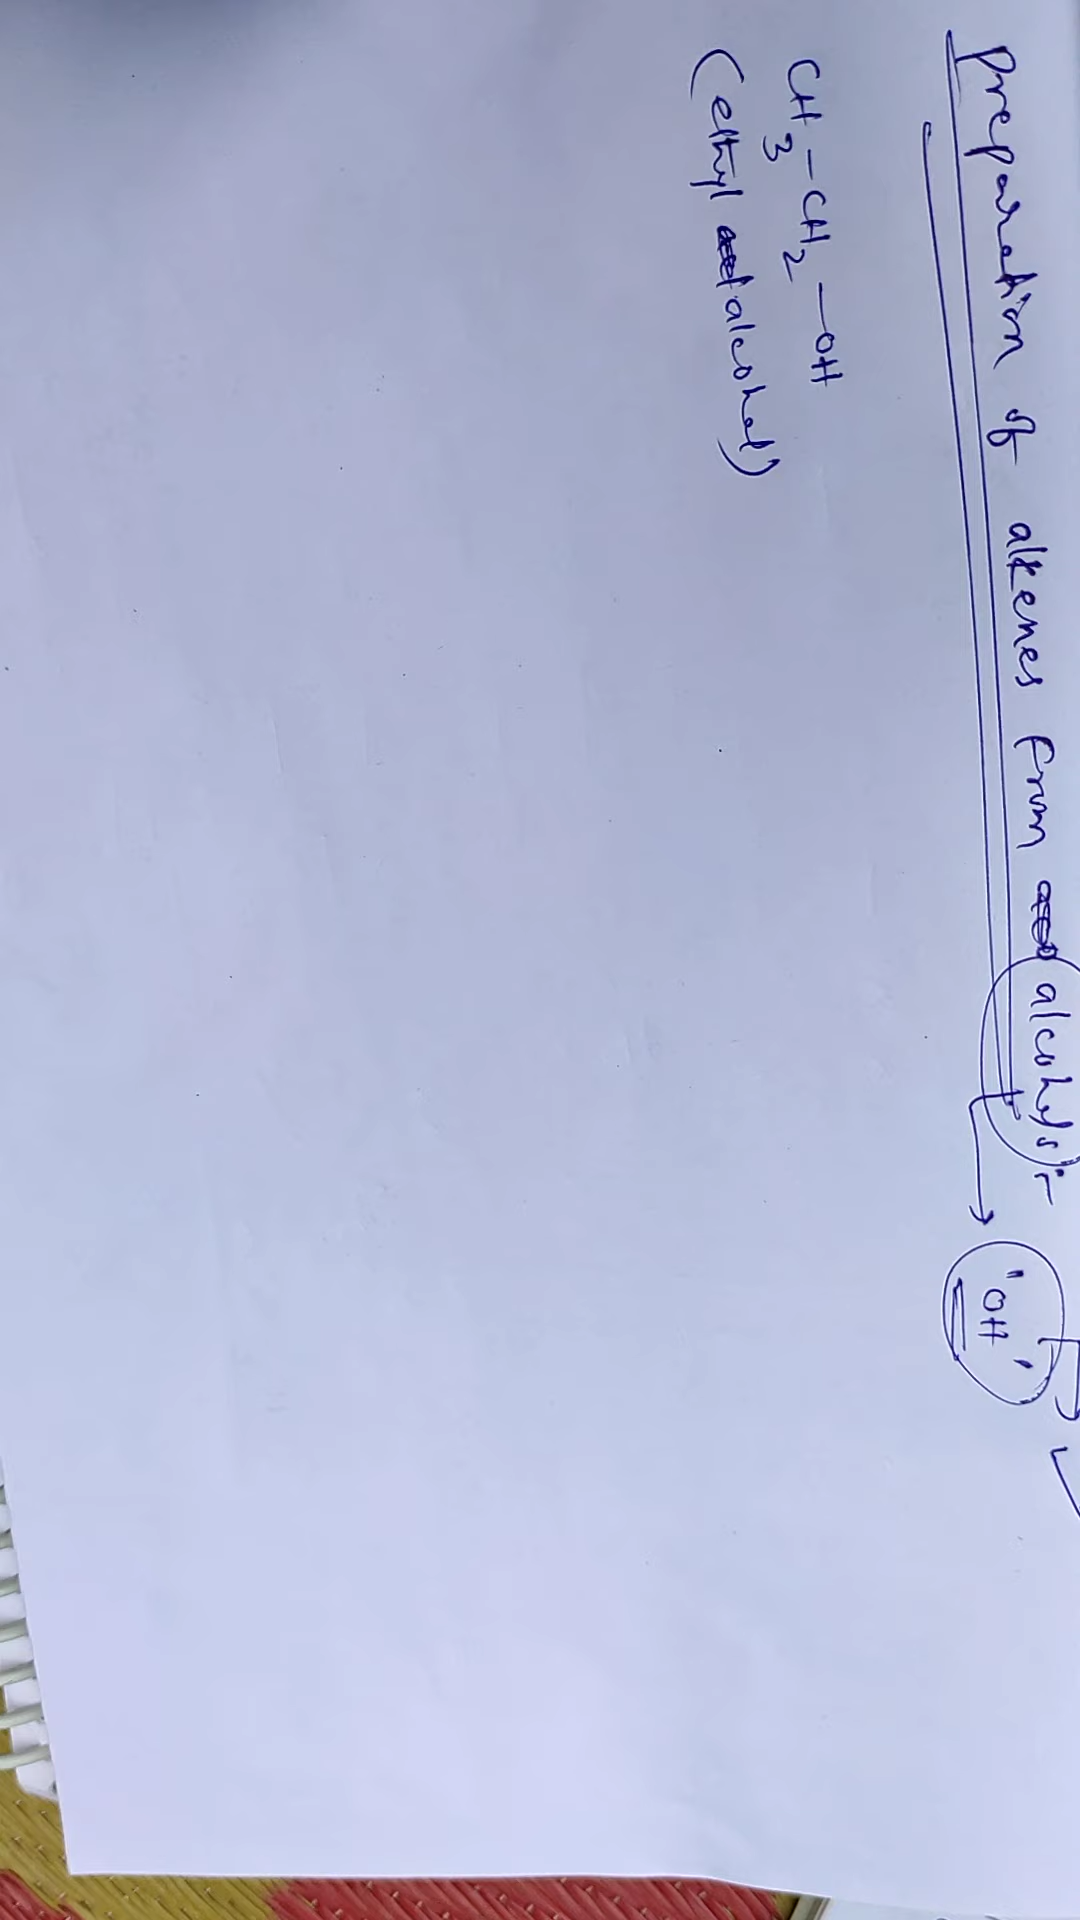 Preparation of alkenes from alcohols :-
"OH"
CH3-CH2-OH
(ethyl alcohol)